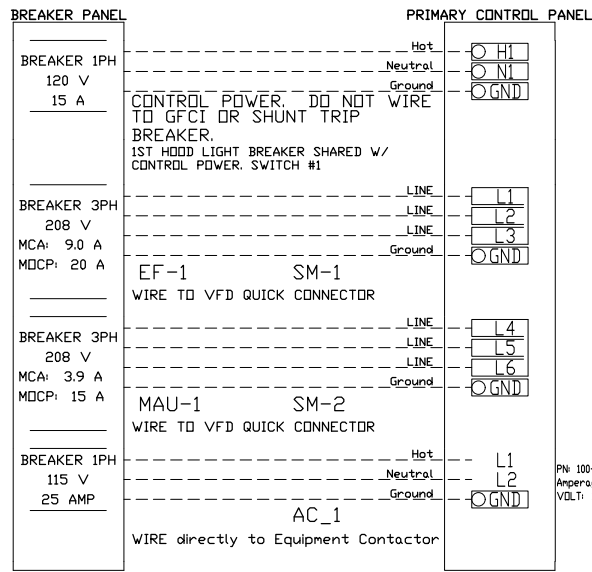 BREAKER PANEL
PRIMARY CONTROL PANEL
BREAKER 1PH
120 V
15 A
Hot
Neutral
Ground
H1
N1
GND
CONTROL POWER. DO NOT WIRE
TO GFCI OR SHUNT TRIP
BREAKER.
1ST HOOD LIGHT BREAKER SHARED W/
CONTROL POWER. SWITCH #1
BREAKER 3PH
208 V
MCA: 9.0 A
MOCP: 20 A
LINE
LINE
LINE
Ground
L1
L2
L3
GND
EF-1 SM-1
WIRE TO VFD QUICK CONNECTOR
BREAKER 3PH
208 V
MCA: 3.9 A
MOCP: 15 A
LINE
LINE
LINE
Ground
L4
L5
L6
GND
MAU-1 SM-2
WIRE TO VFD QUICK CONNECTOR
BREAKER 1PH
115 V
25 AMP
Hot
Neutral
Ground
L1
L2
GND
PN: 100-
Ampera
VOLT:
AC_1
WIRE directly to Equipment Contactor